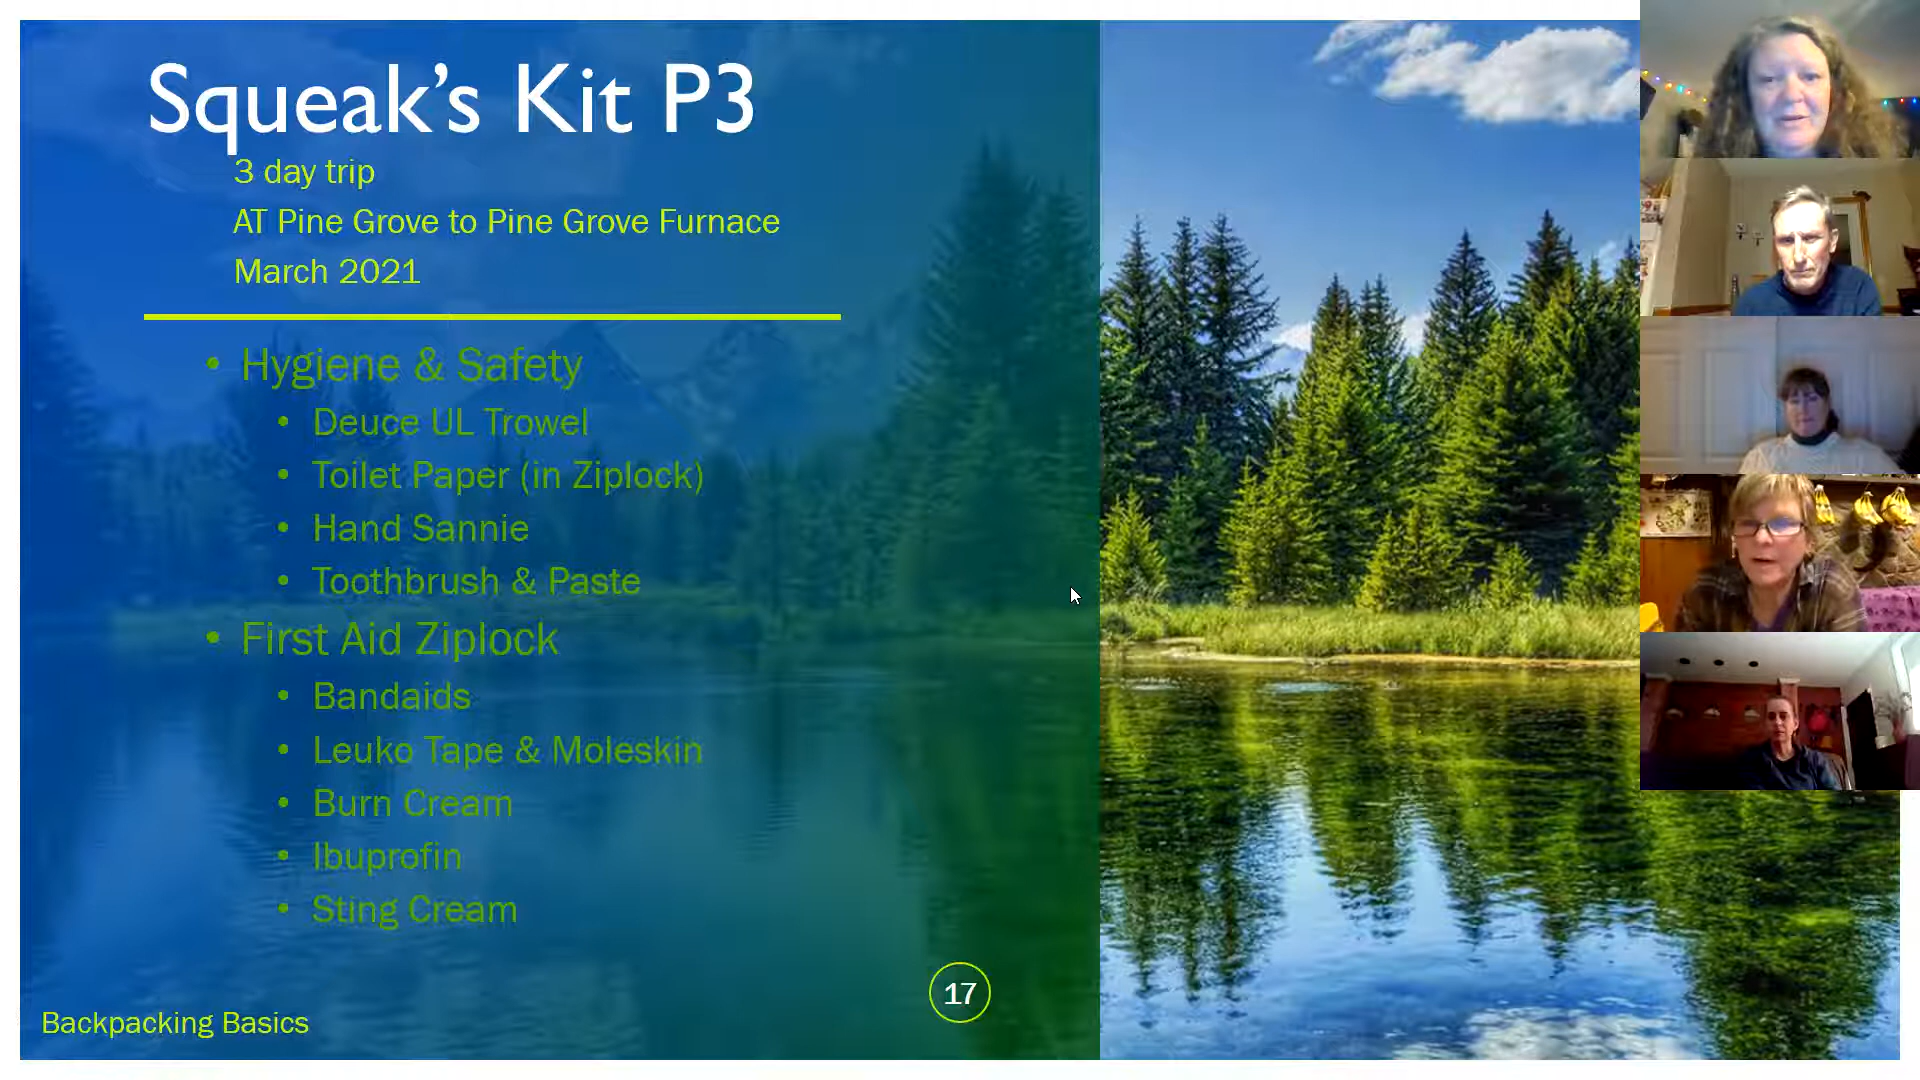 Squeak's Kit P3
3 day trip
AT Pine Grove to Pine Grove Furnace
March 2021
• Hygiene & Safety
• Deuce UL Trowel
• Toilet Paper (in Ziplock)
• Hand Sannie
• Toothbrush & Paste
• First Aid Ziplock
• Bandaids
• Leuko Tape & Moleskin
• Burn Cream
• Ibuprofin
• Sting Cream
17
Backpacking Basics